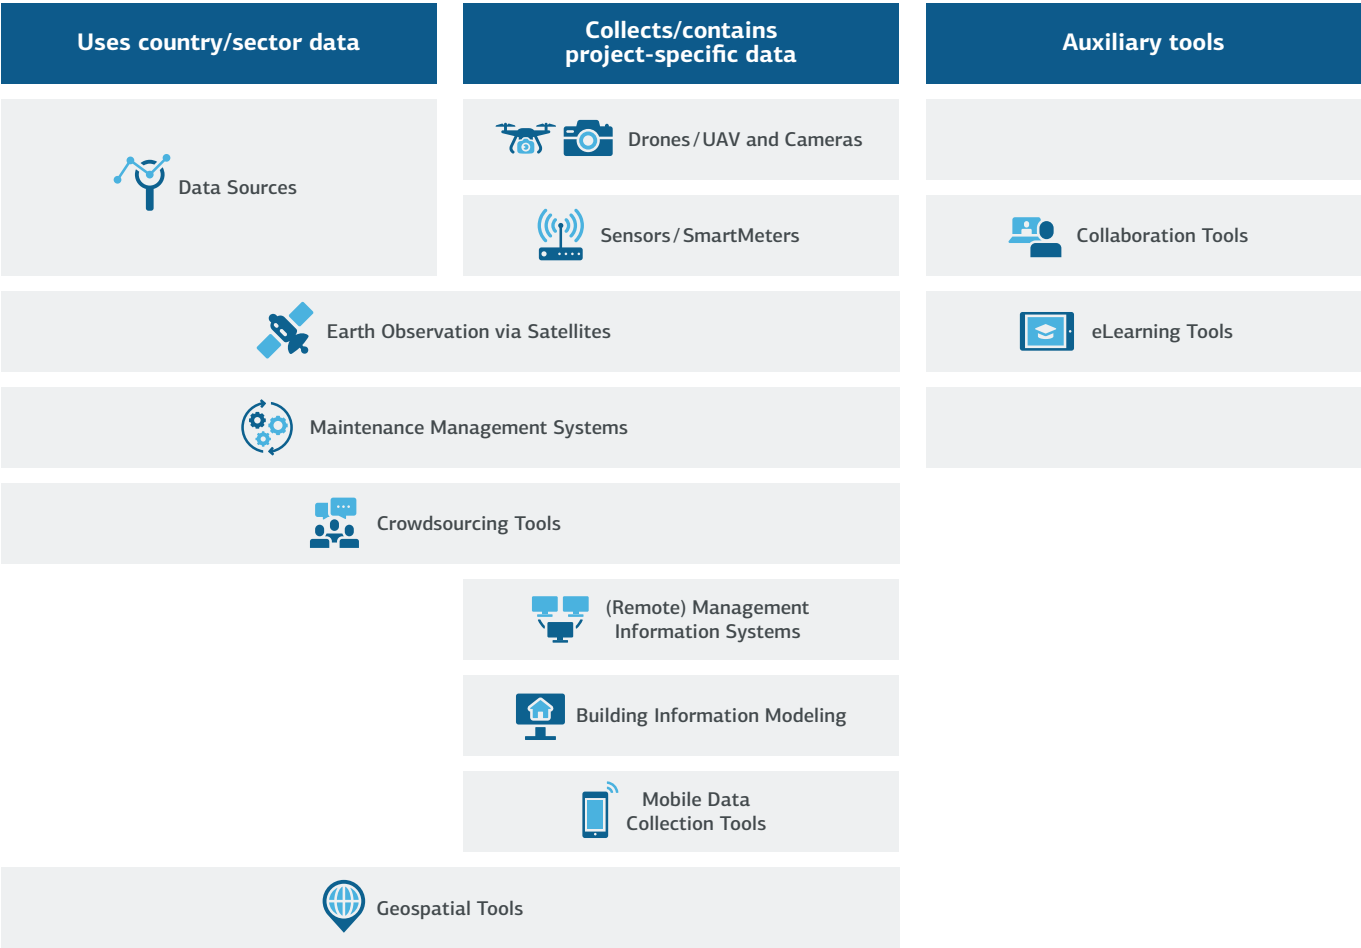 Uses country/sector data
Collects/contains
project-specific data
Auxiliary tools
Data Sources
Drones/UAV and Cameras
Sensors/SmartMeters
Collaboration Tools
Earth Observation via Satellites
eLearning Tools
Maintenance Management Systems
Crowdsourcing Tools
(Remote) Management
Information Systems
Building Information Modeling
Mobile Data
Collection Tools
Geospatial Tools